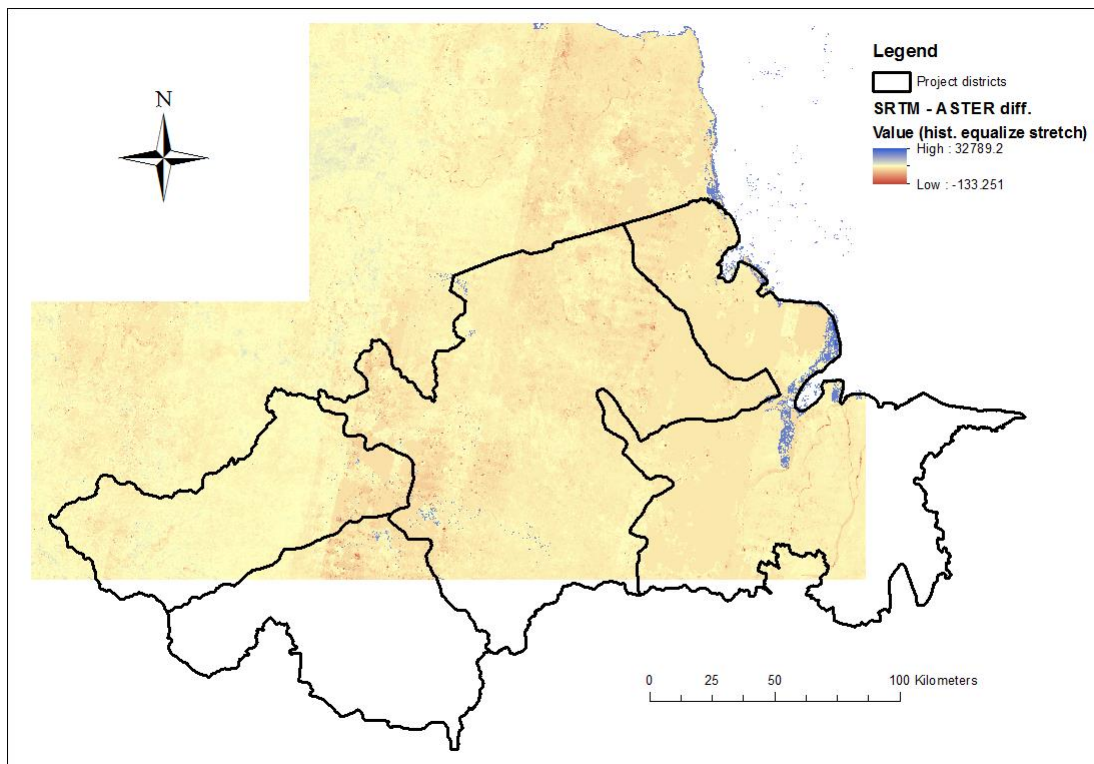 N
Legend
Project districts
SRTM - ASTER diff.
Value (hist. equalize stretch)
High : 32789.2
Low : -133.251
0 25 50 100 Kilometers